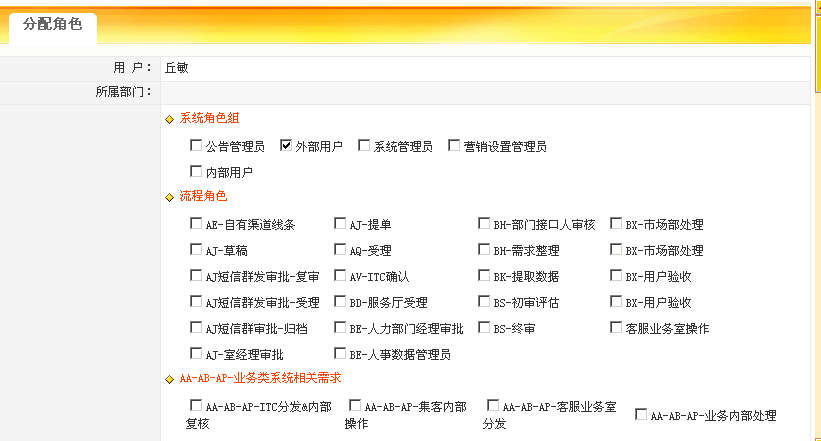 分配角色
用 户： 丘敏
所属部门：
系统角色组
公告管理员 外部用户 系统管理员 营销设置管理员
内部用户
流程角色
AE-自有渠道线条 AJ-提单 BH-部门接口人审核 BX-市场部处理
AJ-草稿 AQ-受理 BH-需求整理 BX-市场部处理
AJ短信群发审批-复审 AV-ITC确认 BK-提取数据 BX-用户验收
AJ短信群发审批-受理 BD-服务厅受理 BS-初审评估 BX-用户验收
AJ短信群审批-归档 BE-人力部门经理审批 BS-终审 客服业务室操作
AJ-室经理审批 BE-人事数据管理员
AA-AB-AP-业务类系统相关需求
AA-AB-AP-ITC分发&内部 AA-AB-AP-集客内部 AA-AB-AP-客服业务室 AA-AB-AP-业务内部处理
复核 操作 分发